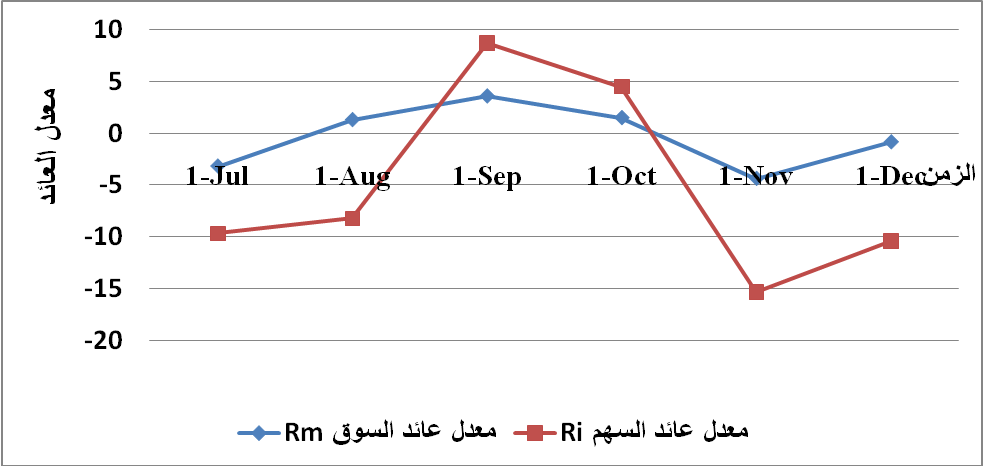 10
5
0
-5
-10
-15
-20
معدل العائد
1-Jul 1-Aug 1-Sep 1-Oct 1-Nov 1-Dec الزمن
Rm معدل عائد السوق
Ri معدل عائد السهم